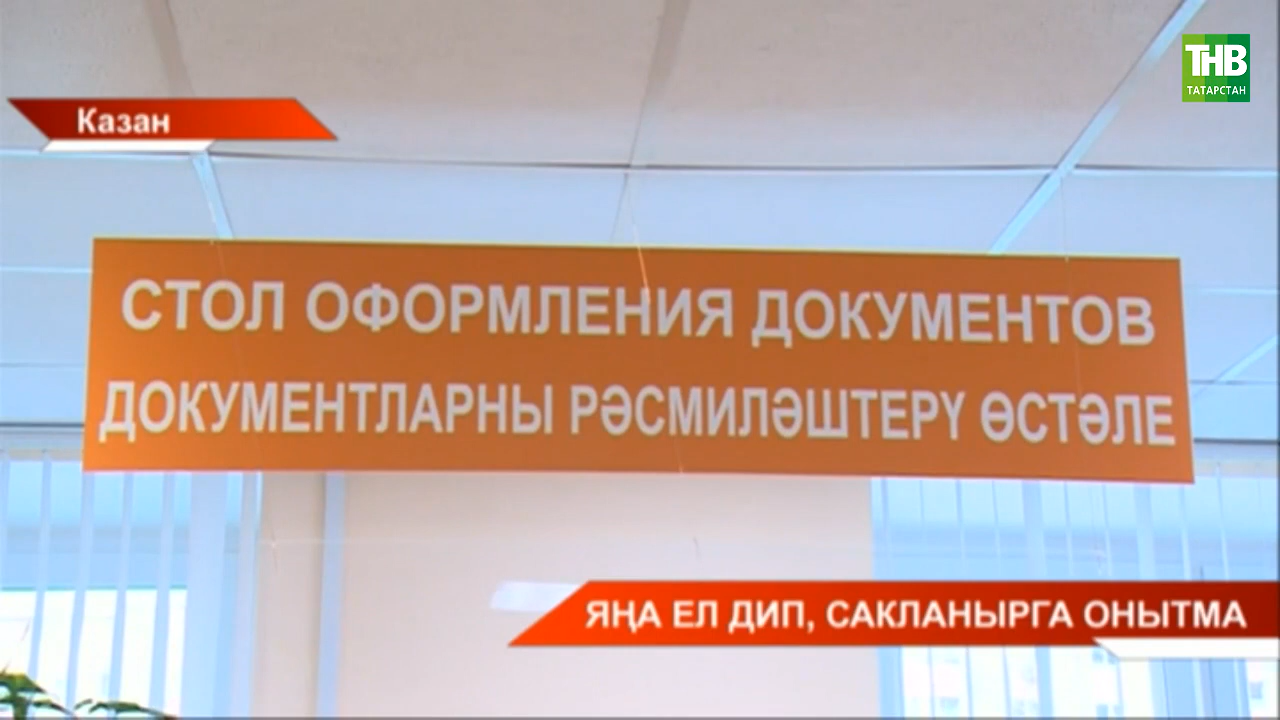 ТНВ
ТАТАРСТАН
Казан
СТОЛ ОФОРМЛЕНИЯ ДОКУМЕНТОВ
ДОКУМЕНТЛАРНЫ РӘСМИЛӘШТЕРҮ ӨСТӘЛЕ
ЯҢА ЕЛ ДИП, САКЛАНЫРГА ОНЫТМА